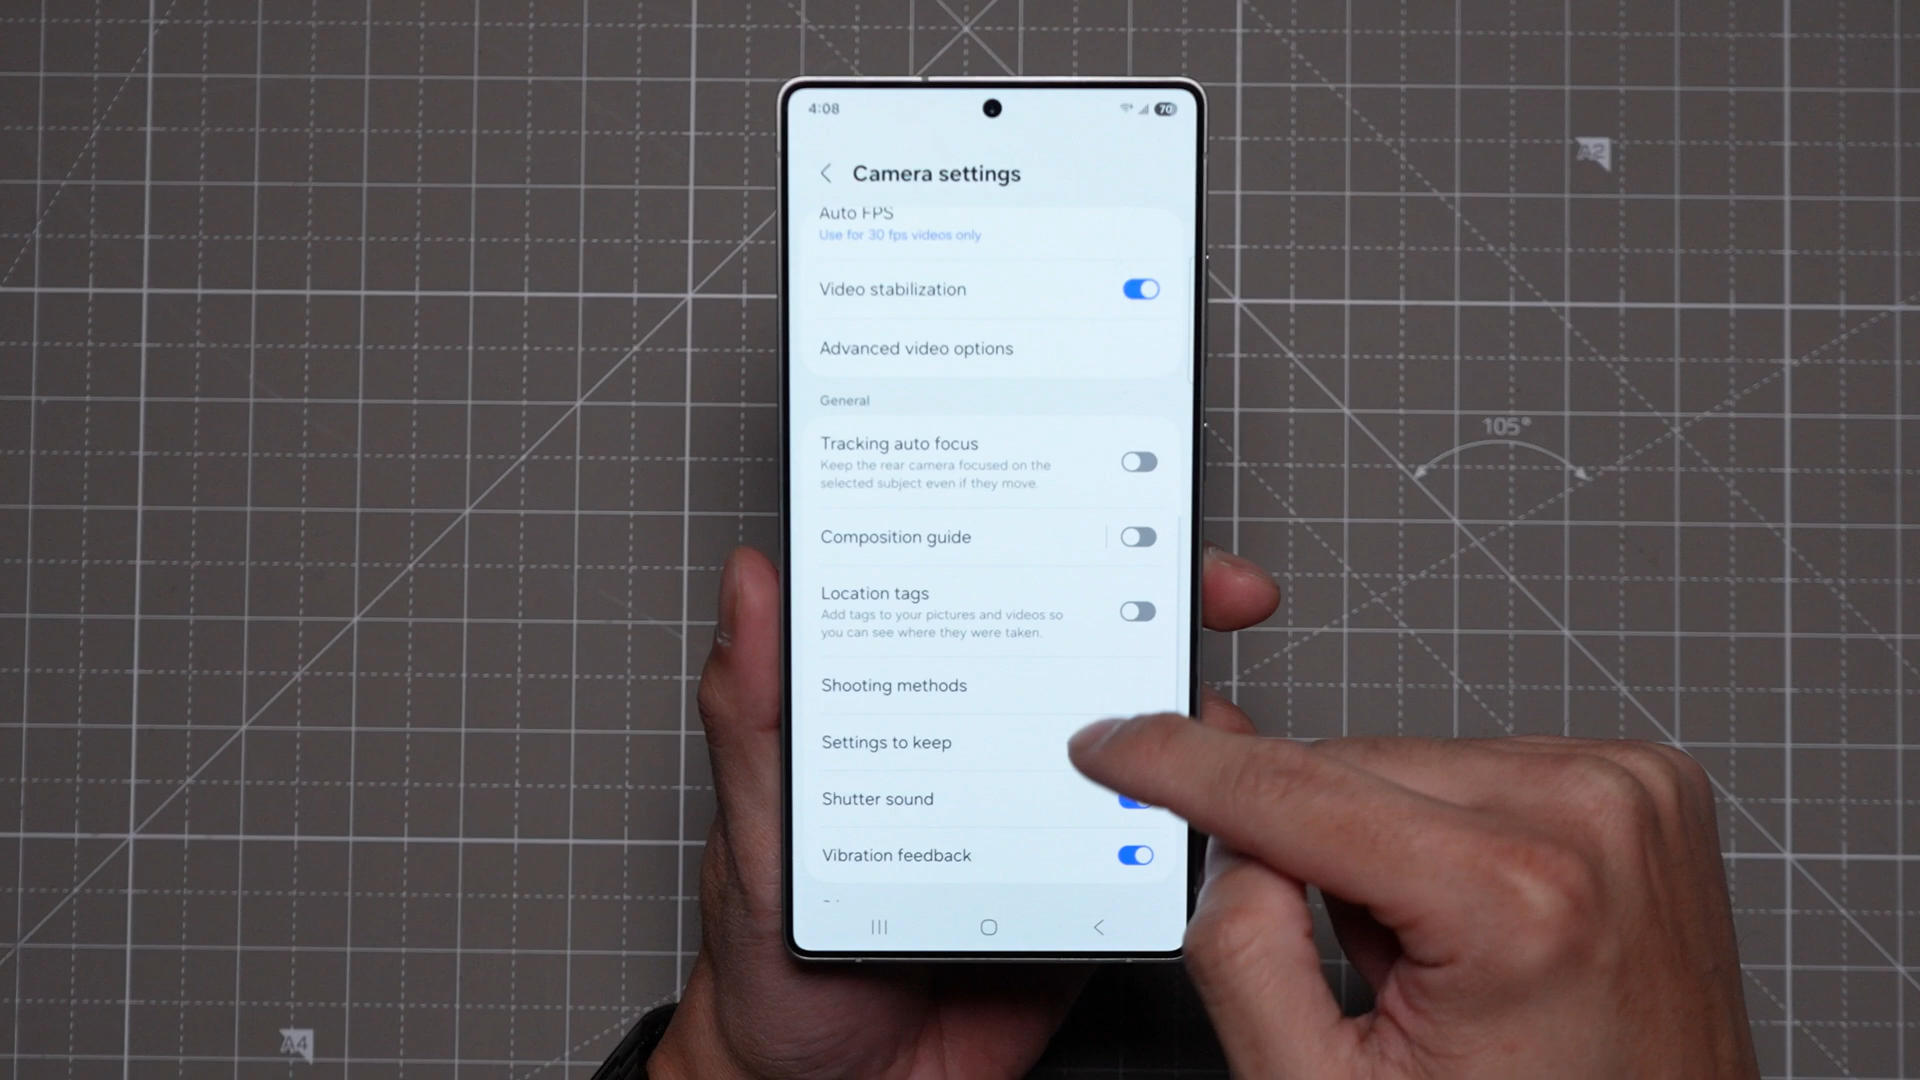 4:08
70
Camera settings
Auto FPS
Use for 30 fps videos only
Video stabilization
Advanced video options
General
Tracking auto focus
Keep the rear camera focused on the
selected subject even if they move.
Composition guide
Location tags
Add tags to your pictures and videos so
you can see where they were taken.
Shooting methods
Settings to keep
Shutter sound
Vibration feedback
A2
105°
A4